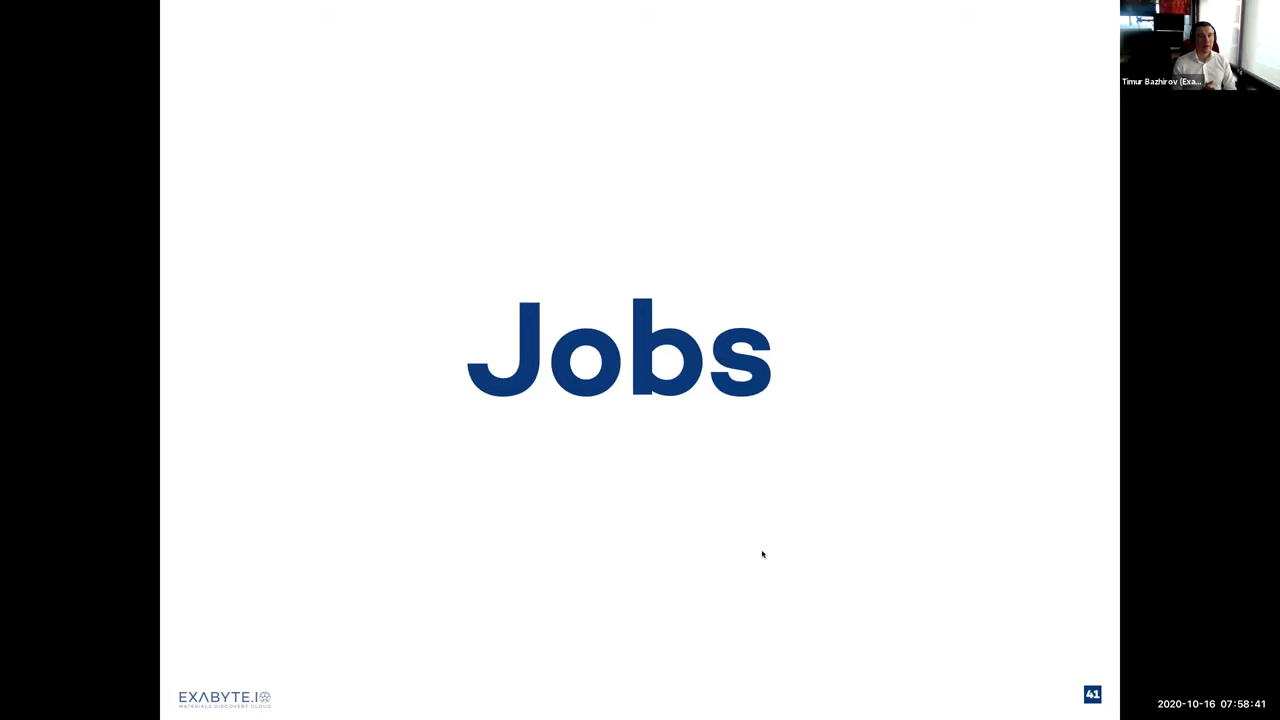 Timur Bazhirov (Exa...
Jobs
EXABYTE.IO
MATERIALS DISCOVERY CLOUD
41
2020-10-16 07:58:41